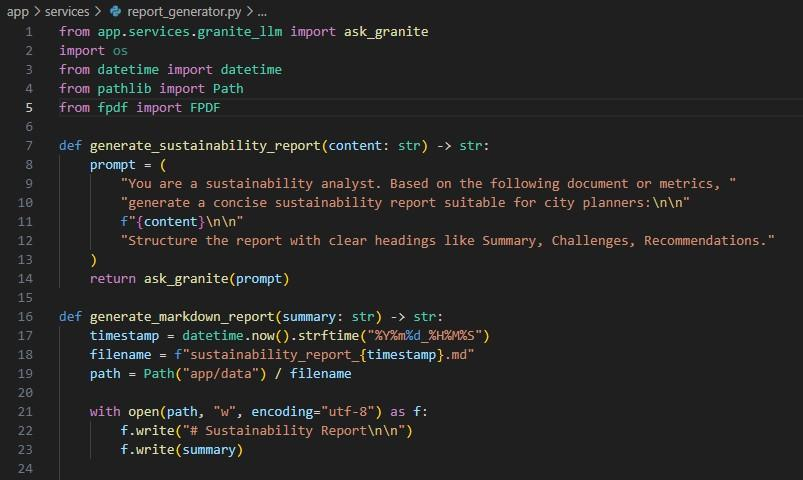 app > services > report_generator.py > ...
1 from app.services.granite_llm import ask_granite
2 import os
3 from datetime import datetime
4 from pathlib import Path
5 from fpdf import FPDF
6
7 def generate_sustainability_report(content: str) -> str:
8     prompt = (
9         "You are a sustainability analyst. Based on the following document or metrics, "
10         "generate a concise sustainability report suitable for city planners:\n\n"
11         f"{content}\n\n"
12         "Structure the report with clear headings like Summary, Challenges, Recommendations."
13     )
14     return ask_granite(prompt)
15
16 def generate_markdown_report(summary: str) -> str:
17     timestamp = datetime.now().strftime("%Y%m%d_%H%M%S")
18     filename = f"sustainability_report_{timestamp}.md"
19     path = Path("app/data") / filename
20
21     with open(path, "w", encoding="utf-8") as f:
22         f.write("# Sustainability Report\n\n")
23         f.write(summary)
24